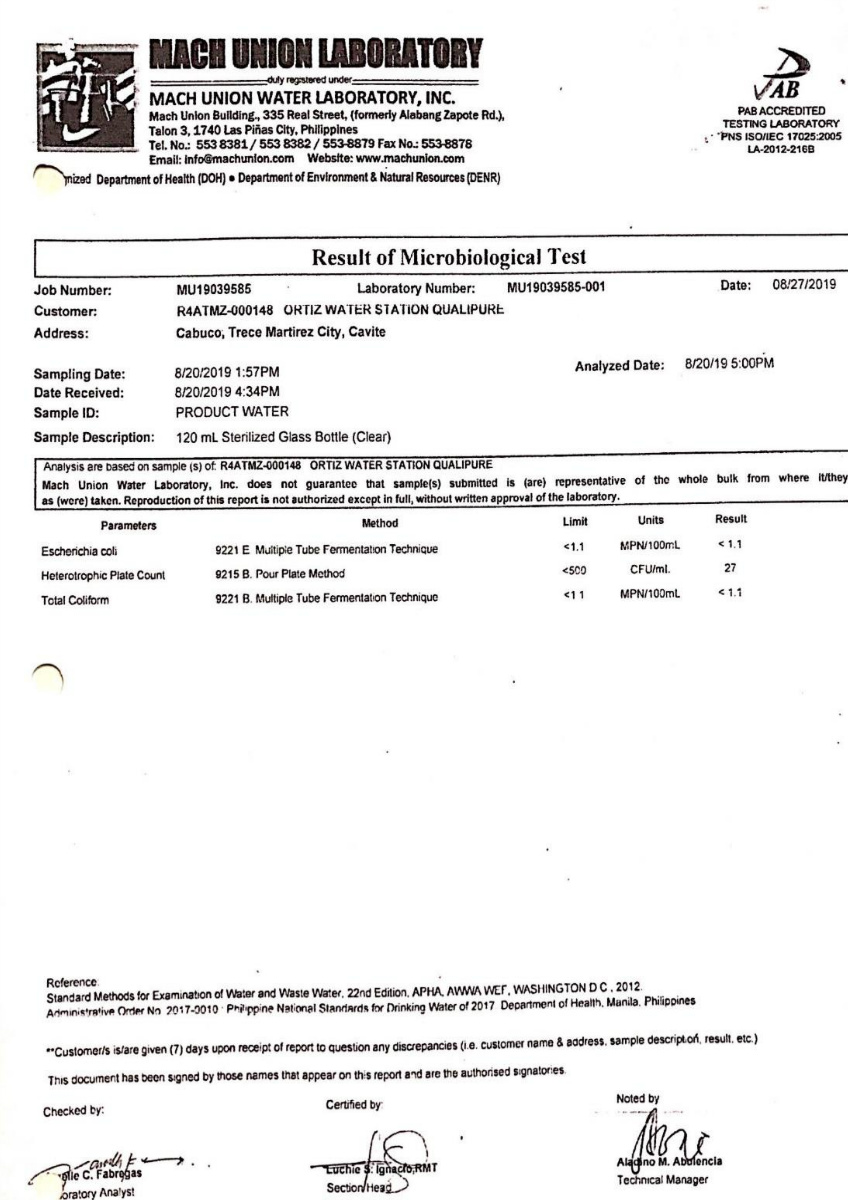 MACH UNION LABORATORY
duly registered under
MACH UNION WATER LABORATORY, INC.
Mach Union Building., 335 Real Street, (formerly Alabang Zapote Rd.),
Talon 3, 1740 Las Piñas City, Philippines
Tel. No.: 553 8381 / 553 8382 / 553-8879 Fax No.: 553-8878
Email: info@machunion.com Website: www.machunion.com
nized Department of Health (DOH) ● Department of Environment & Natural Resources (DENR)
AB
PAB ACCREDITED
TESTING LABORATORY
PNS ISO/IEC 17025:2005
LA-2012-216B
Result of Microbiological Test
Job Number: MU19039585 Laboratory Number: MU19039585-001 Date: 08/27/2019
Customer: R4ATMZ-000148 ORTIZ WATER STATION QUALIPURE
Address: Cabuco, Trece Martirez City, Cavite
Sampling Date: 8/20/2019 1:57PM Analyzed Date: 8/20/19 5:00PM
Date Received: 8/20/2019 4:34PM
Sample ID: PRODUCT WATER
Sample Description: 120 mL Sterilized Glass Bottle (Clear)
Analysis are based on sample (s) of: R4ATMZ-000148 ORTIZ WATER STATION QUALIPURE
Mach Union Water Laboratory, Inc. does not guarantee that sample(s) submitted is (are) representative of the whole bulk from where it/they
as (were) taken. Reproduction of this report is not authorized except in full, without written approval of the laboratory.
Parameters Method Limit Units Result
Escherichia coli 9221 E Multiple Tube Fermentation Technique <1.1 MPN/100mL < 1.1
Heterotrophic Plate Count 9215 B. Pour Plate Method <500 CFU/mL 27
Total Coliform 9221 B. Multiple Tube Fermentation Technique <1 1 MPN/100mL < 1.1
Reference:
Standard Methods for Examination of Water and Waste Water, 22nd Edition, APHA, AWWA WEF, WASHINGTON D C , 2012.
Administrative Order No. 2017-0010 : Philippine National Standards for Drinking Water of 2017 Department of Health, Manila, Philippines
**Customer/s is/are given (7) days upon receipt of report to question any discrepancies (i.e. customer name & address, sample description, result, etc.)
This document has been signed by those names that appear on this report and are the authorised signatories.
Checked by: Certified by: Noted by
C. Fabregas Luchie S. Ignacio, RMT Aladino M. Abulencia
oratory Analyst Section Head Technical Manager